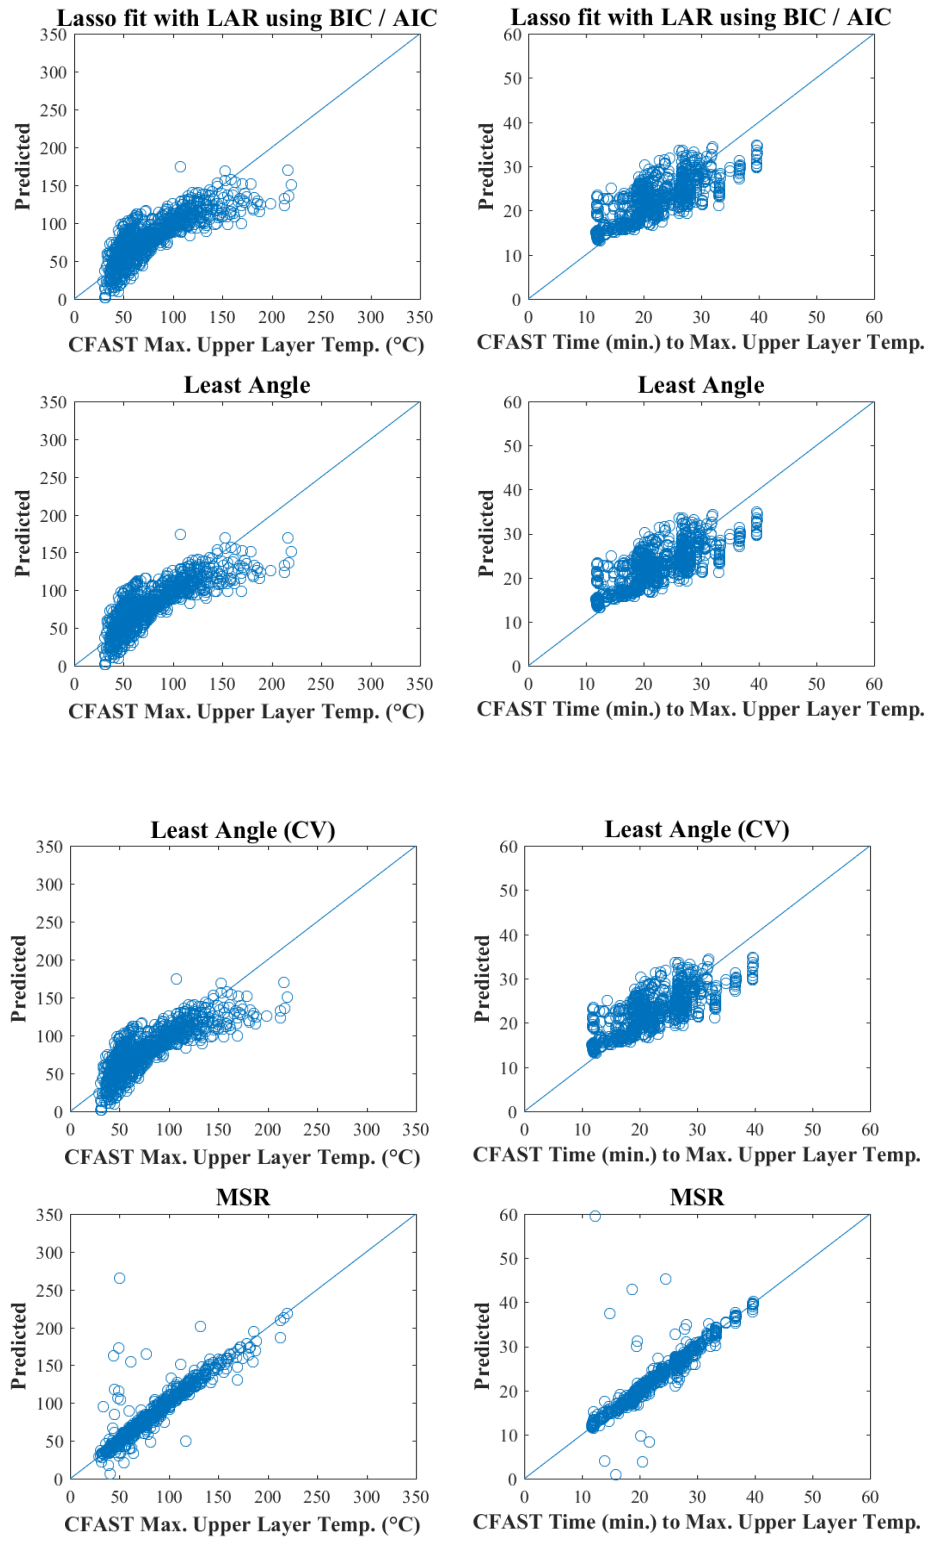 Lasso fit with LAR using BIC / AIC
350
300
250
200
150
100
50
0
Predicted
0 50 100 150 200 250 300 350
CFAST Max. Upper Layer Temp. (°C)
Lasso fit with LAR using BIC / AIC
60
50
40
30
20
10
0
Predicted
0 10 20 30 40 50 60
CFAST Time (min.) to Max. Upper Layer Temp.
Least Angle
350
300
250
200
150
100
50
0
Predicted
0 50 100 150 200 250 300 350
CFAST Max. Upper Layer Temp. (°C)
Least Angle
60
50
40
30
20
10
0
Predicted
0 10 20 30 40 50 60
CFAST Time (min.) to Max. Upper Layer Temp.
Least Angle (CV)
350
300
250
200
150
100
50
0
Predicted
0 50 100 150 200 250 300 350
CFAST Max. Upper Layer Temp. (°C)
Least Angle (CV)
60
50
40
30
20
10
0
Predicted
0 10 20 30 40 50 60
CFAST Time (min.) to Max. Upper Layer Temp.
MSR
350
300
250
200
150
100
50
0
Predicted
0 50 100 150 200 250 300 350
CFAST Max. Upper Layer Temp. (°C)
MSR
60
50
40
30
20
10
0
Predicted
0 10 20 30 40 50 60
CFAST Time (min.) to Max. Upper Layer Temp.